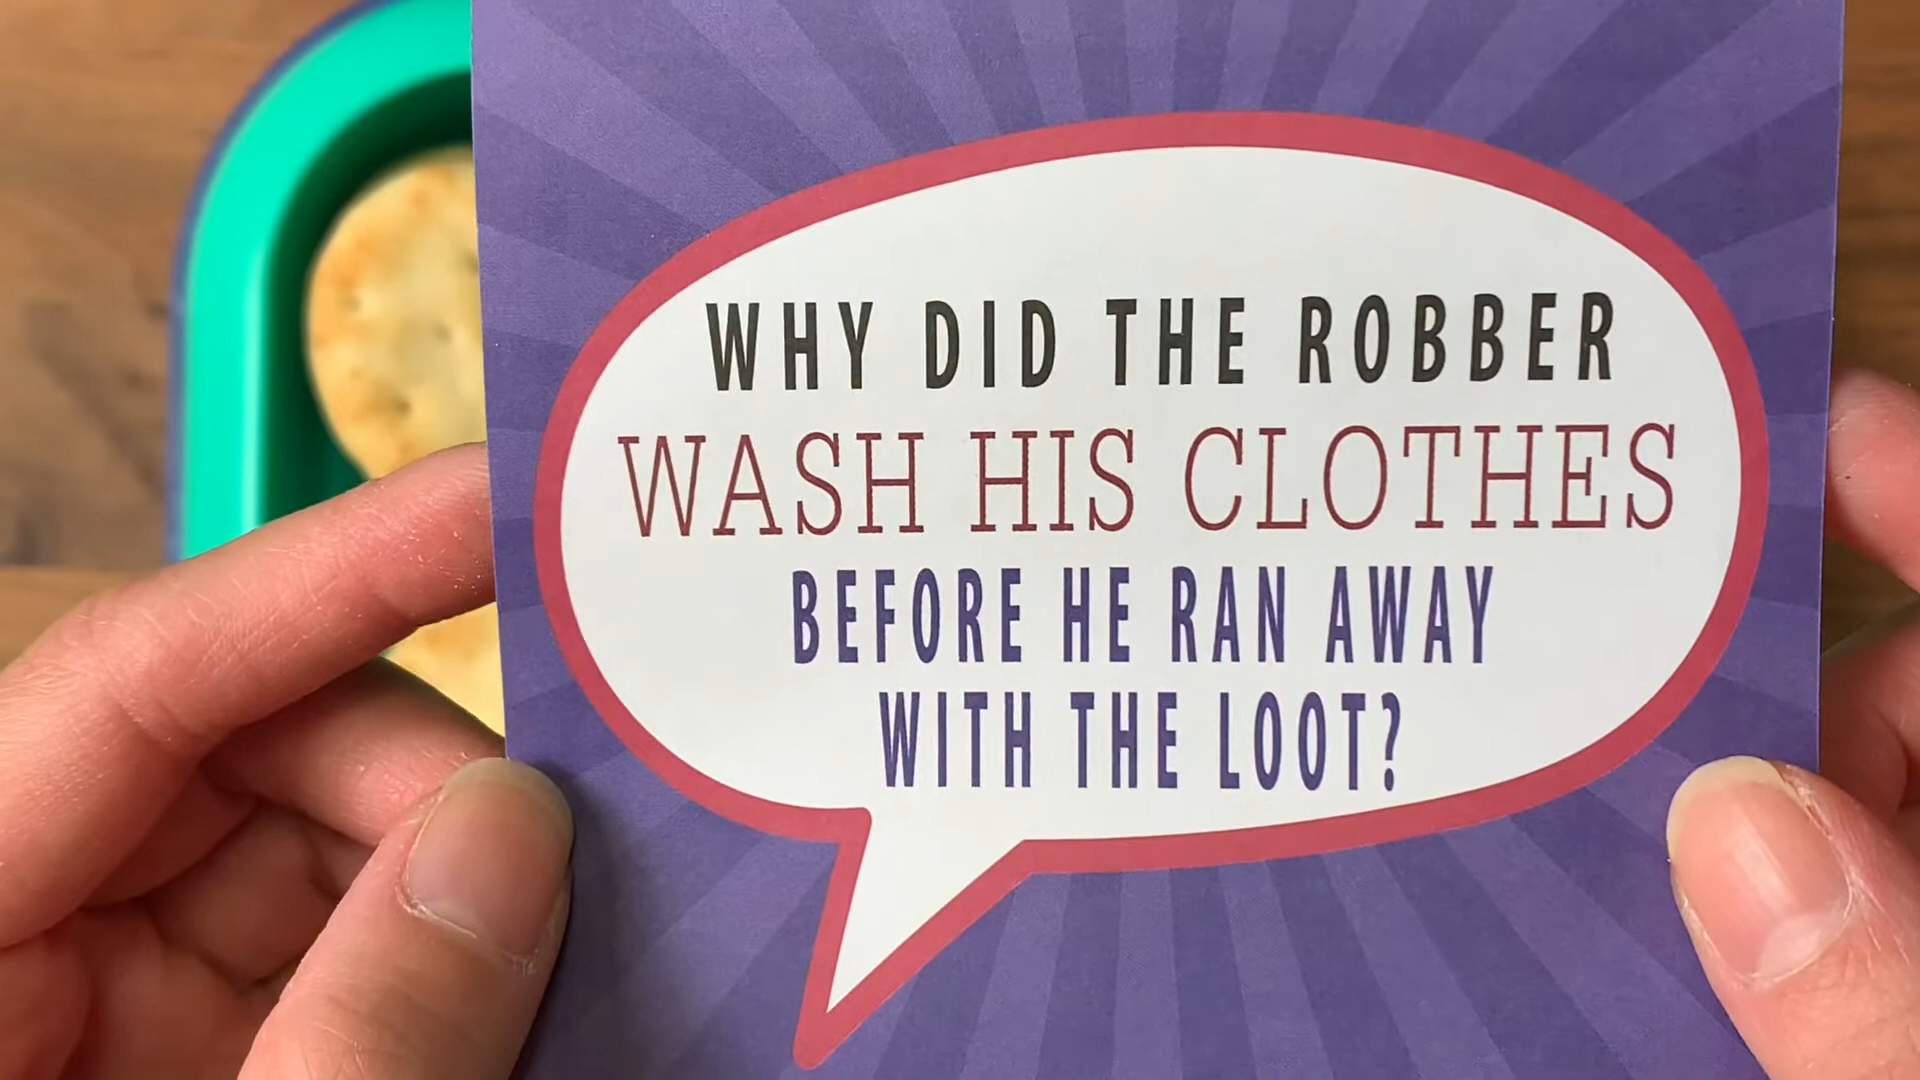 WHY DID THE ROBBER
WASH HIS CLOTHES
BEFORE HE RAN AWAY
WITH THE LOOT?